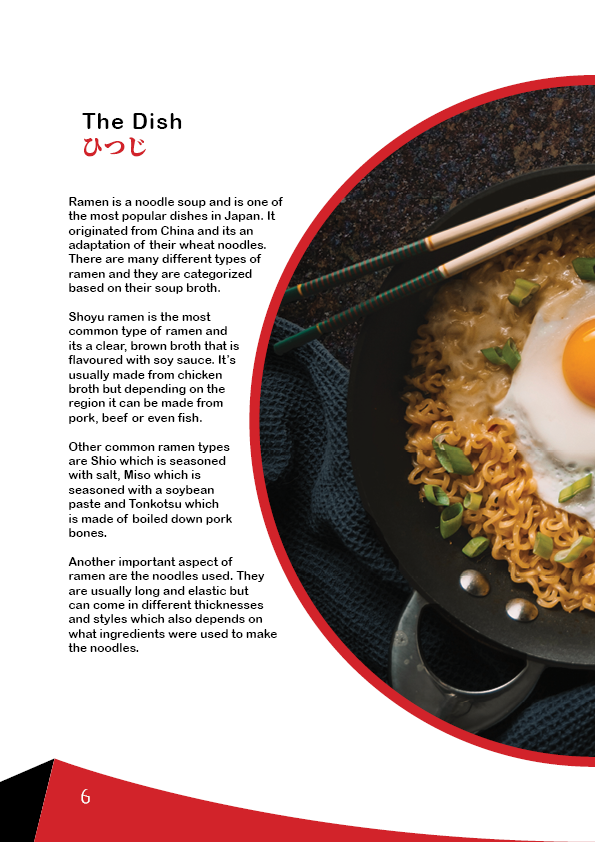 The Dish
ひつじ
Ramen is a noodle soup and is one of
the most popular dishes in Japan. It
originated from China and its an
adaptation of their wheat noodles.
There are many different types of
ramen and they are categorized
based on their soup broth.
Shoyu ramen is the most
common type of ramen and
its a clear, brown broth that is
flavoured with soy sauce. It's
usually made from chicken
broth but depending on the
region it can be made from
pork, beef or even fish.
Other common ramen types
are Shio which is seasoned
with salt, Miso which is
seasoned with a soybean
paste and Tonkotsu which
is made of boiled down pork
bones.
Another important aspect of
ramen are the noodles used. They
are usually long and elastic but
can come in different thicknesses
and styles which also depends on
what ingredients were used to make
the noodles.
6